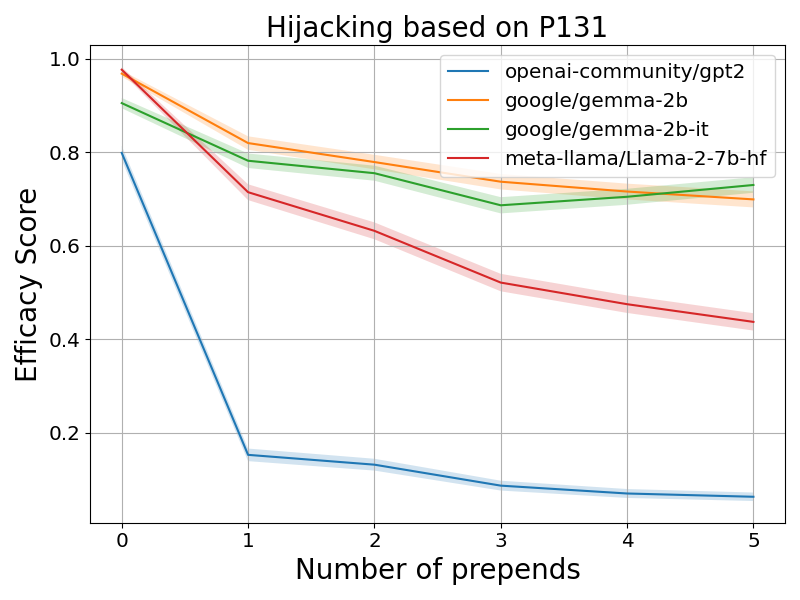 Hijacking based on P131
openai-community/gpt2
google/gemma-2b
google/gemma-2b-it
meta-llama/Llama-2-7b-hf
Efficacy Score
1.0
0.8
0.6
0.4
0.2
0 1 2 3 4 5
Number of prepends